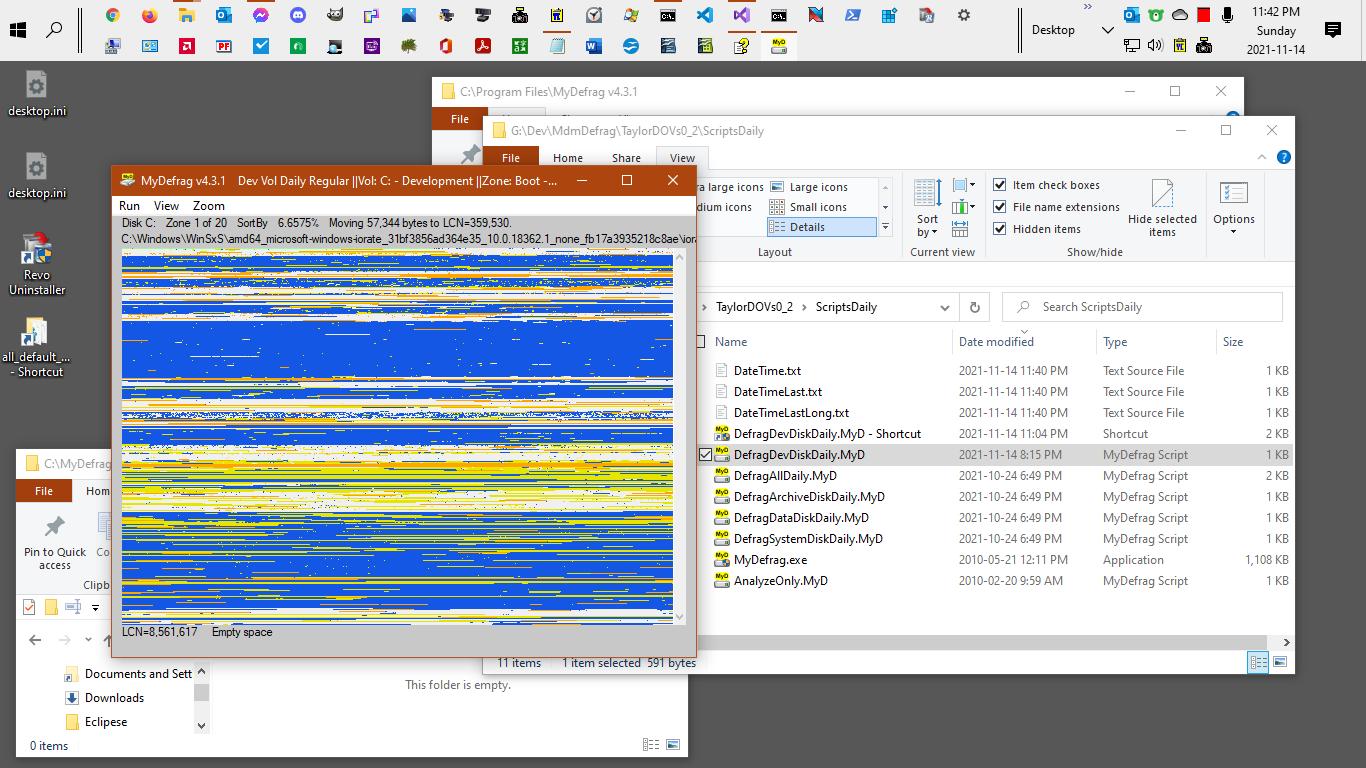 Desktop
»
11:42 PM
Sunday
2021-11-14
desktop.ini
desktop.ini
Revo
Uninstaller
all_default_...
- Shortcut
C:\Program Files\MyDefrag v4.3.1
File
G:\Dev\MdmDefrag\TaylorDOVs0_2\ScriptsDaily
File Home Share View
ra large icons Large icons
dium icons Small icons
Details
Layout
Sort
by
Current view
Item check boxes
File name extensions
Hidden items
Hide selected
items
Show/hide
Options
TaylorDOVs0_2 › ScriptsDaily
Search ScriptsDaily
Name Date modified Type Size
DateTime.txt 2021-11-14 11:40 PM Text Source File 1 KB
DateTimeLast.txt 2021-11-14 11:40 PM Text Source File 1 KB
DateTimeLastLong.txt 2021-11-14 11:40 PM Text Source File 1 KB
DefragDevDiskDaily.MyD - Shortcut 2021-11-14 11:04 PM Shortcut 2 KB
DefragDevDiskDaily.MyD 2021-11-14 8:15 PM MyDefrag Script 1 KB
DefragAllDaily.MyD 2021-10-24 6:49 PM MyDefrag Script 2 KB
DefragArchiveDiskDaily.MyD 2021-10-24 6:49 PM MyDefrag Script 1 KB
DefragDataDiskDaily.MyD 2021-10-24 6:49 PM MyDefrag Script 1 KB
DefragSystemDiskDaily.MyD 2021-10-24 6:49 PM MyDefrag Script 1 KB
MyDefrag.exe 2010-05-21 12:11 PM Application 1,108 KB
AnalyzeOnly.MyD 2010-02-20 9:59 AM MyDefrag Script 1 KB
11 items 1 item selected 591 bytes
MyDefrag v4.3.1 Dev Vol Daily Regular ||Vol: C: - Development ||Zone: Boot -...
Run View Zoom
Disk C: Zone 1 of 20 SortBy 6.6575% Moving 57,344 bytes to LCN=359,530.
C:\Windows\WinSxS\amd64_microsoft-windows-iorate_31bf3856ad364e35_10.0.18362.1_none_fb17a3935218c8ae\iora
LCN=8,561,617 Empty space
C:\MyDefrag
File Hom
Pin to Quick
access
Co
Clipb
Documents and Sett
Downloads
Eclipese
This folder is empty.
0 items